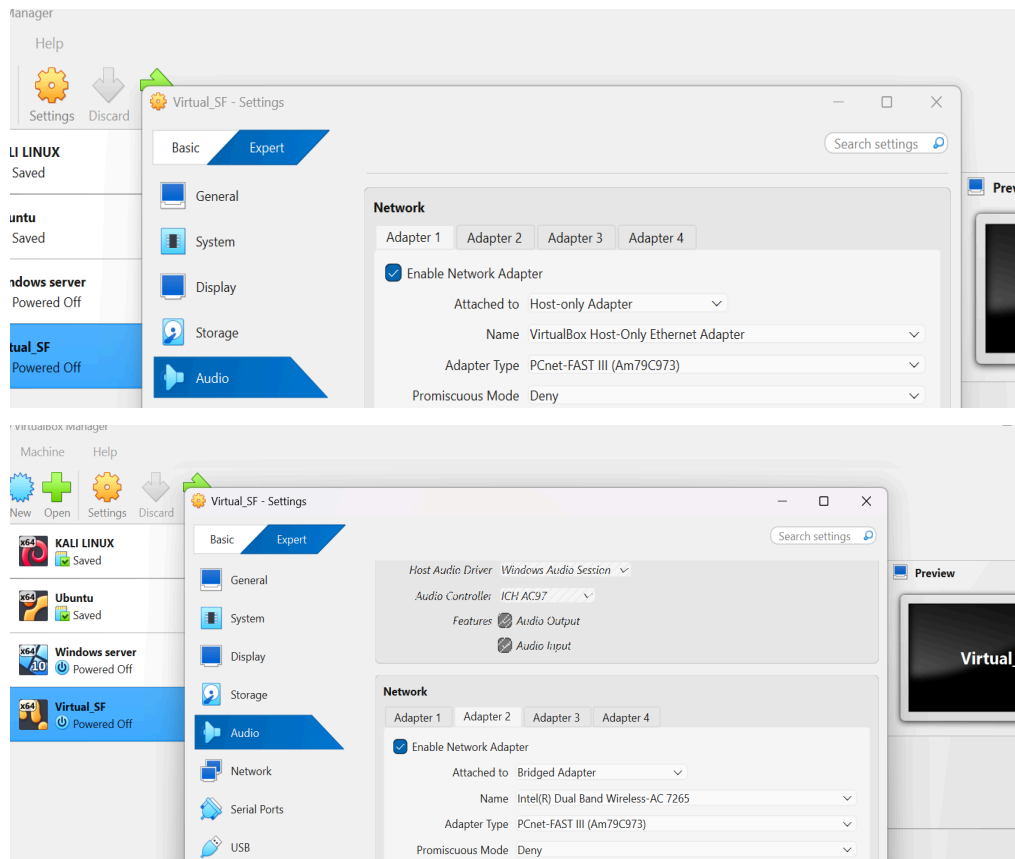 Manager
Help
Settings Discard
LI LINUX
Saved
untu
Saved
ndows server
Powered Off
tual_SF
Powered Off
Virtual_SF - Settings
Basic Expert
Search settings
General
System
Display
Storage
Audio
Network
Adapter 1 Adapter 2 Adapter 3 Adapter 4
Enable Network Adapter
Attached to Host-only Adapter
Name VirtualBox Host-Only Ethernet Adapter
Adapter Type PCnet-FAST III (Am79C973)
Promiscuous Mode Deny
Prev
VirtualBox Manager
Machine Help
New Open Settings Discard
x64 KALI LINUX
Saved
x64 Ubuntu
Saved
x64 10 Windows server
Powered Off
x64 Virtual_SF
Powered Off
Virtual_SF - Settings
Basic Expert
Search settings
General
System
Display
Storage
Audio
Network
Serial Ports
USB
Host Audio Driver Windows Audio Session
Audio Controller ICH AC97
Features Audio Output
Audio Input
Network
Adapter 1 Adapter 2 Adapter 3 Adapter 4
Enable Network Adapter
Attached to Bridged Adapter
Name Intel(R) Dual Band Wireless-AC 7265
Adapter Type PCnet-FAST III (Am79C973)
Promiscuous Mode Deny
Preview
Virtual_